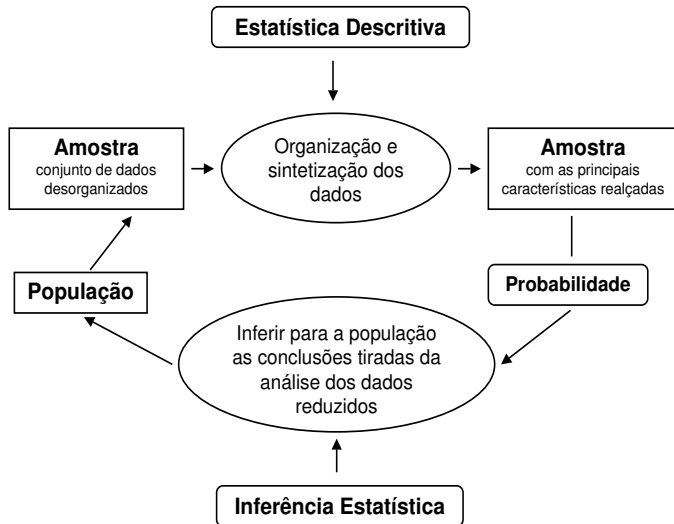 Estatística Descritiva
Amostra
conjunto de dados
desorganizados
Organização e
sintetização dos
dados
Amostra
com as principais
características realçadas
População
Probabilidade
Inferir para a população
as conclusões tiradas da
análise dos dados
reduzidos
Inferência Estatística